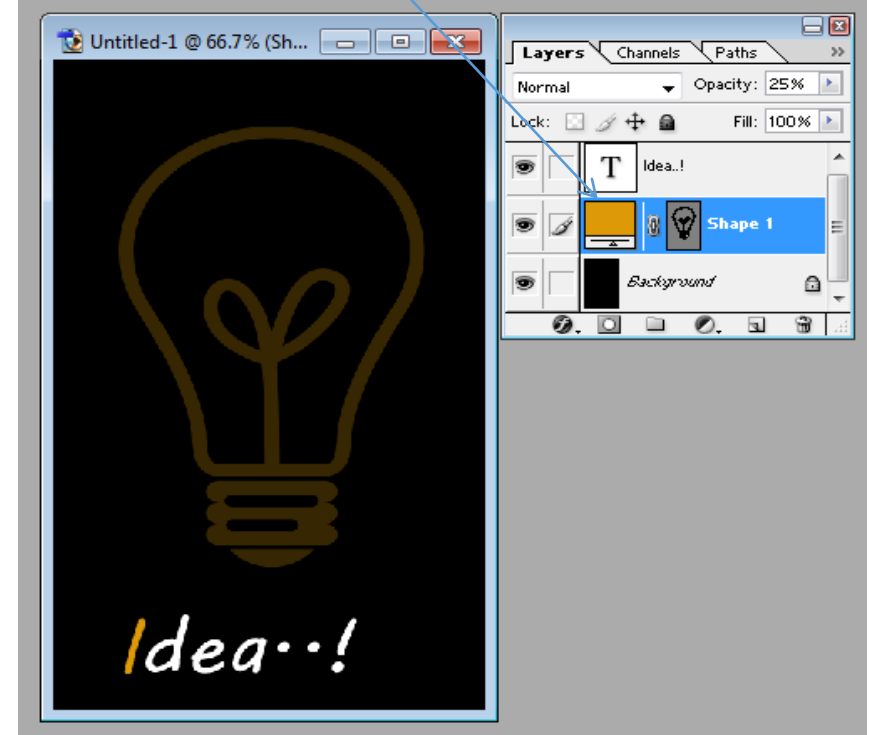 Untitled-1 @ 66.7% (Sh...
Idea..!
Layers Channels Paths
Normal Opacity: 25%
Lock: Fill: 100%
T Idea..!
Shape 1
Background